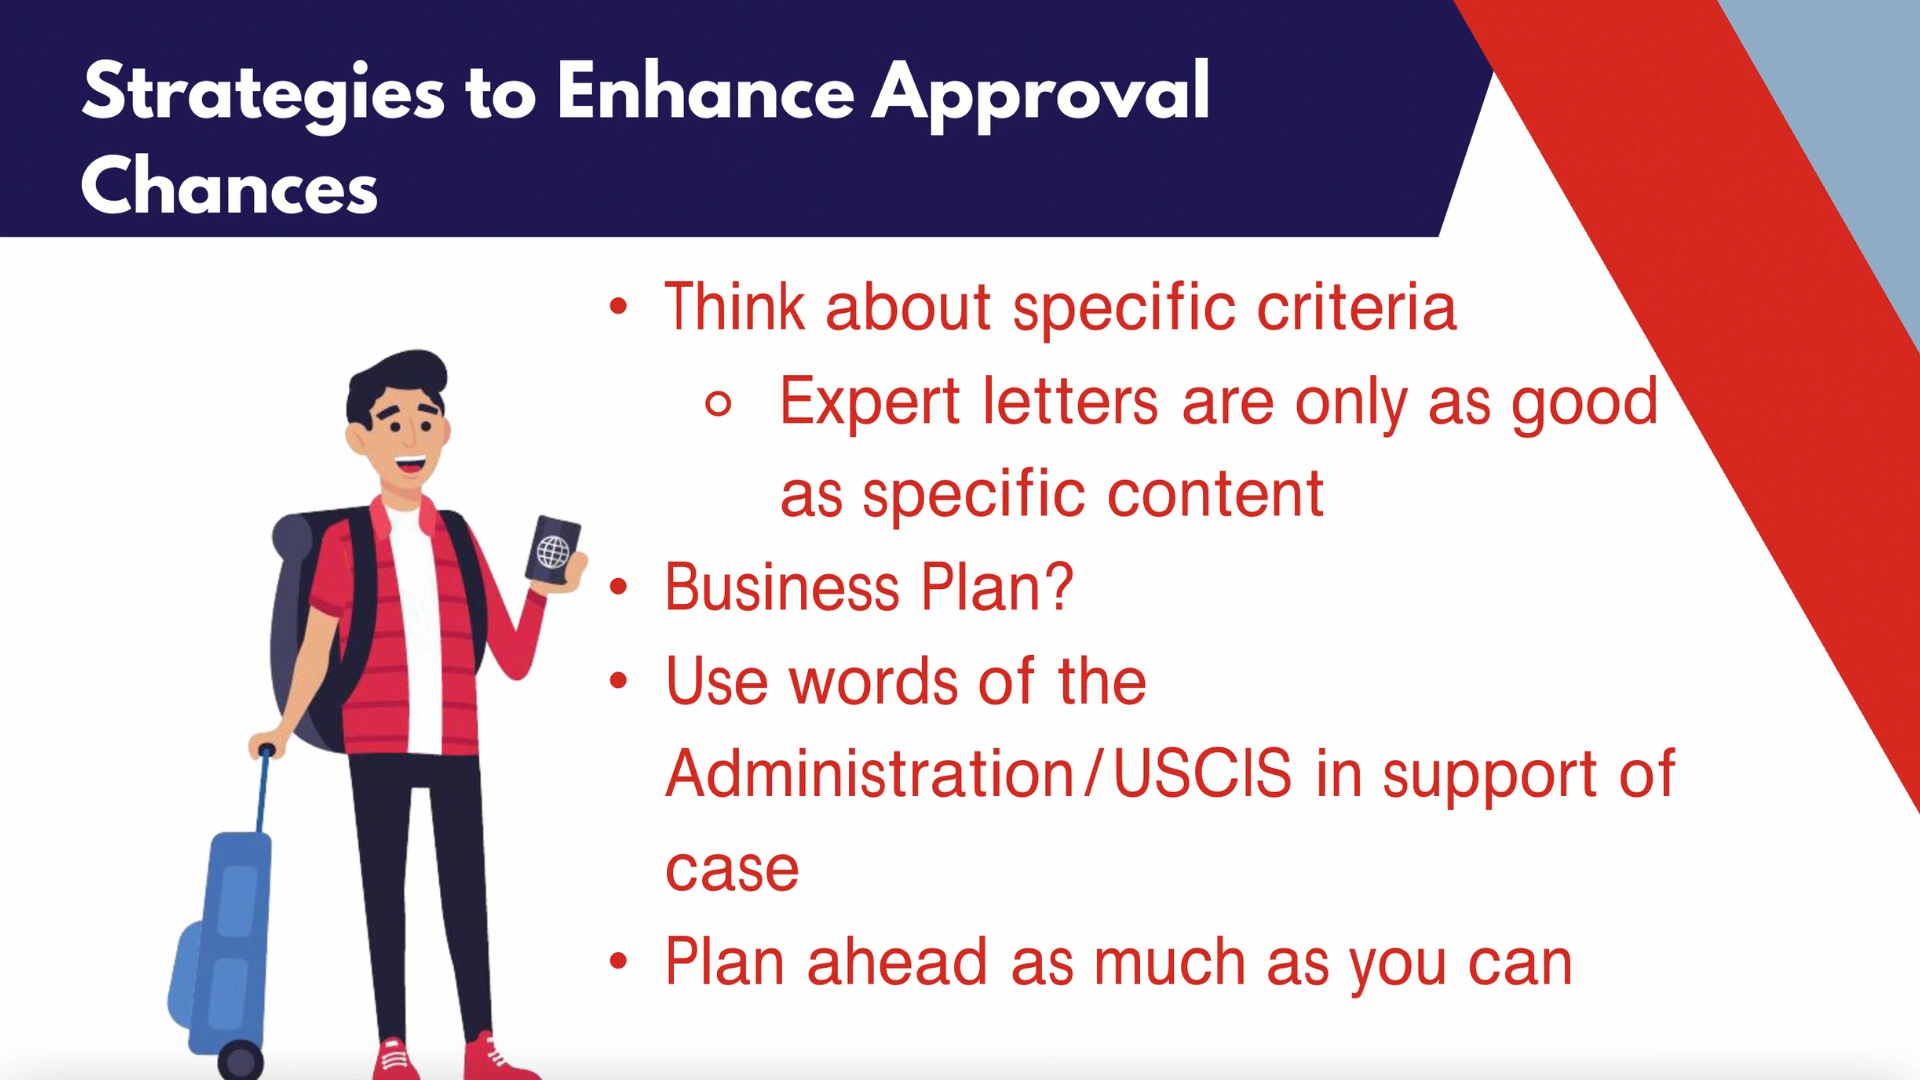 Strategies to Enhance Approval
Chances
• Think about specific criteria
○ Expert letters are only as good
as specific content
• Business Plan?
• Use words of the
Administration/USCIS in support of
case
• Plan ahead as much as you can